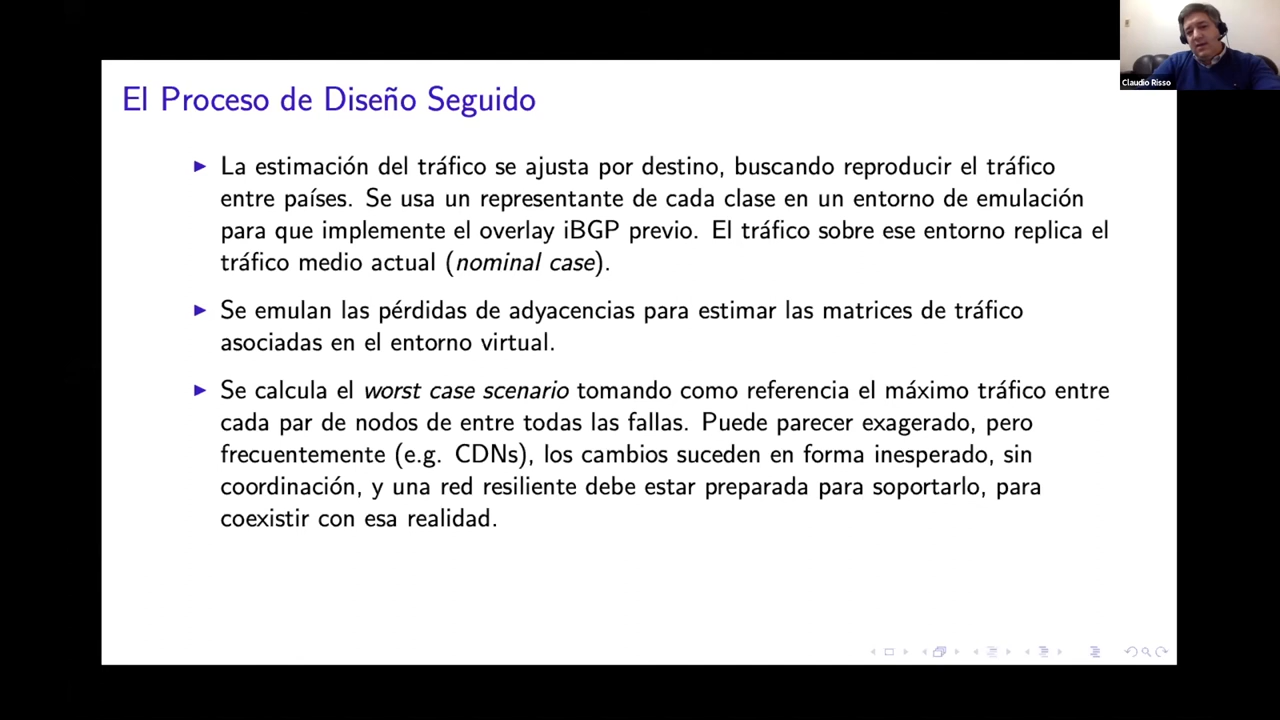 Claudio Risso
El Proceso de Diseño Seguido
La estimación del tráfico se ajusta por destino, buscando reproducir el tráfico
entre países. Se usa un representante de cada clase en un entorno de emulación
para que implemente el overlay iBGP previo. El tráfico sobre ese entorno replica el
tráfico medio actual (nominal case).
Se emulan las pérdidas de adyacencias para estimar las matrices de tráfico
asociadas en el entorno virtual.
Se calcula el worst case scenario tomando como referencia el máximo tráfico entre
cada par de nodos de entre todas las fallas. Puede parecer exagerado, pero
frecuentemente (e.g. CDNs), los cambios suceden en forma inesperado, sin
coordinación, y una red resiliente debe estar preparada para soportarlo, para
coexistir con esa realidad.